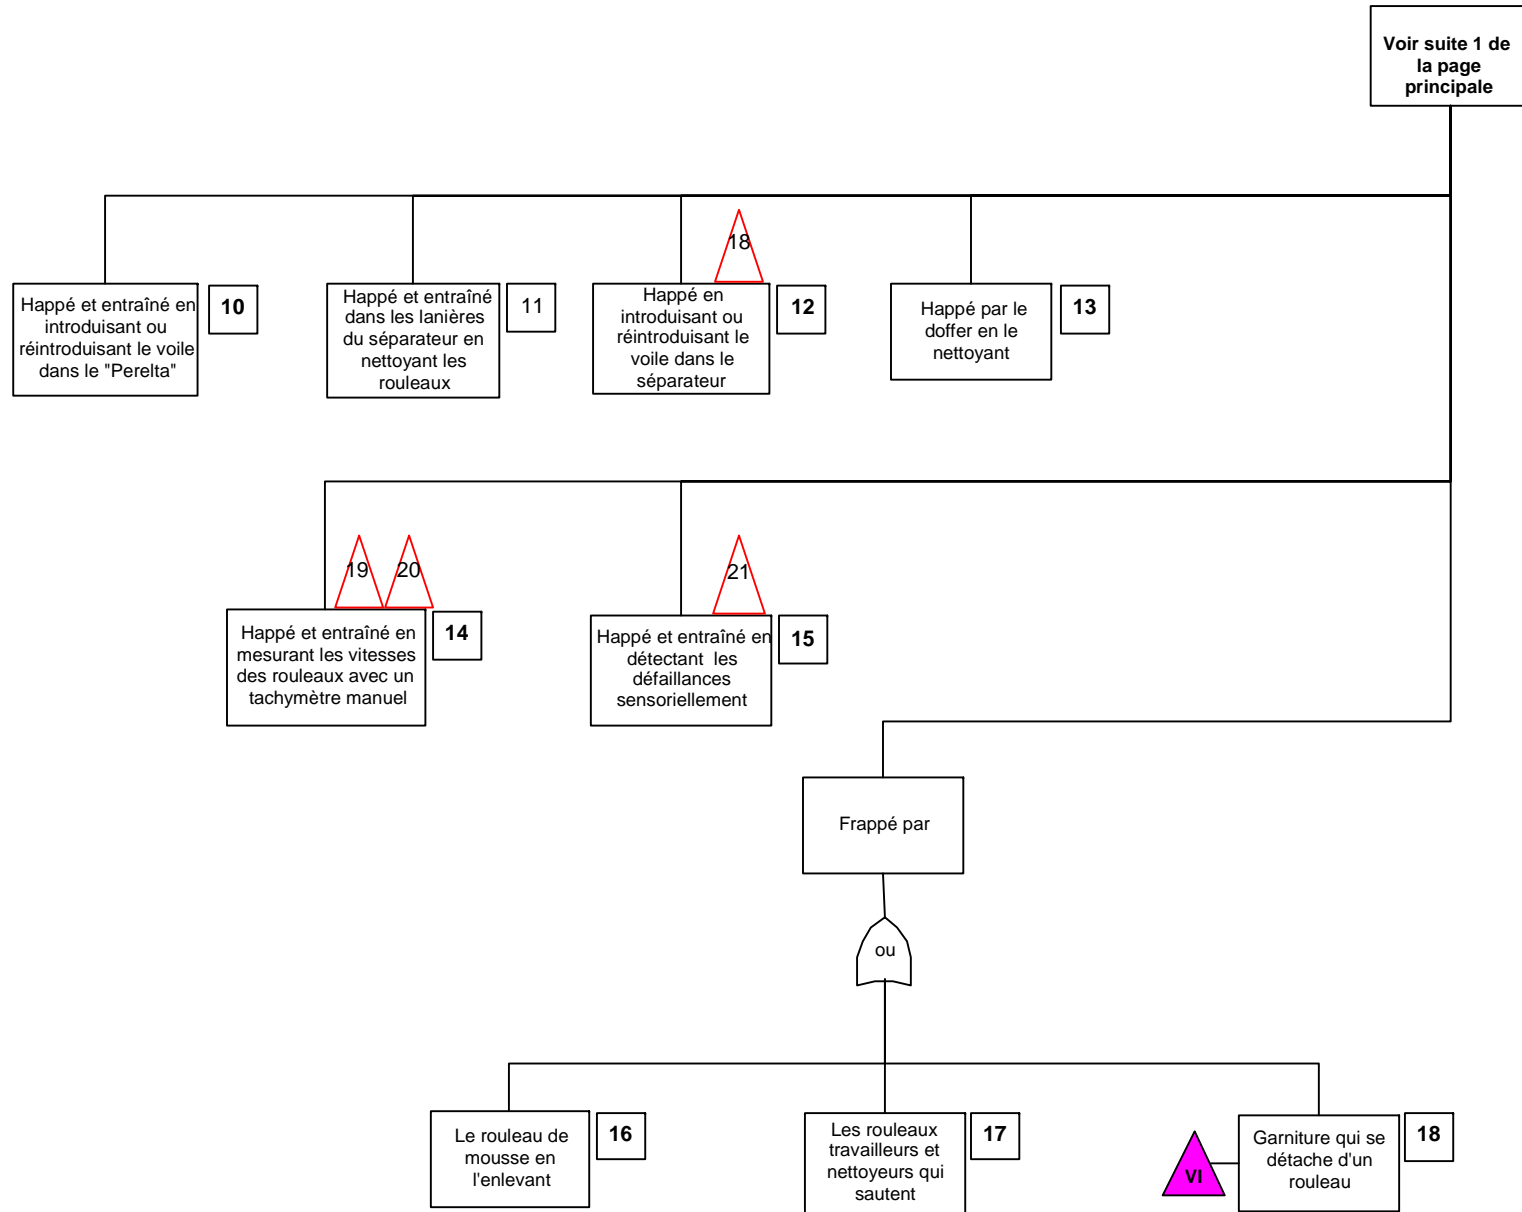 Voir suite 1 de
la page
principale
18
Happé et entraîné en
introduisant ou
réintroduisant le voile
dans le "Perelta"
10
Happé et entraîné
dans les lanières
du séparateur en
nettoyant les
rouleaux
11
Happé en
introduisant ou
réintroduisant le
voile dans le
séparateur
12
Happé par le
doffer en le
nettoyant
13
19
20
21
Happé et entraîné en
mesurant les vitesses
des rouleaux avec un
tachymètre manuel
14
Happé et entraîné en
détectant les
défaillances
sensoriellement
15
Frappé par
ou
Le rouleau de
mousse en
l'enlevant
16
Les rouleaux
travailleurs et
nettoyeurs qui
sautent
17
VI
Garniture qui se
détache d'un
rouleau
18